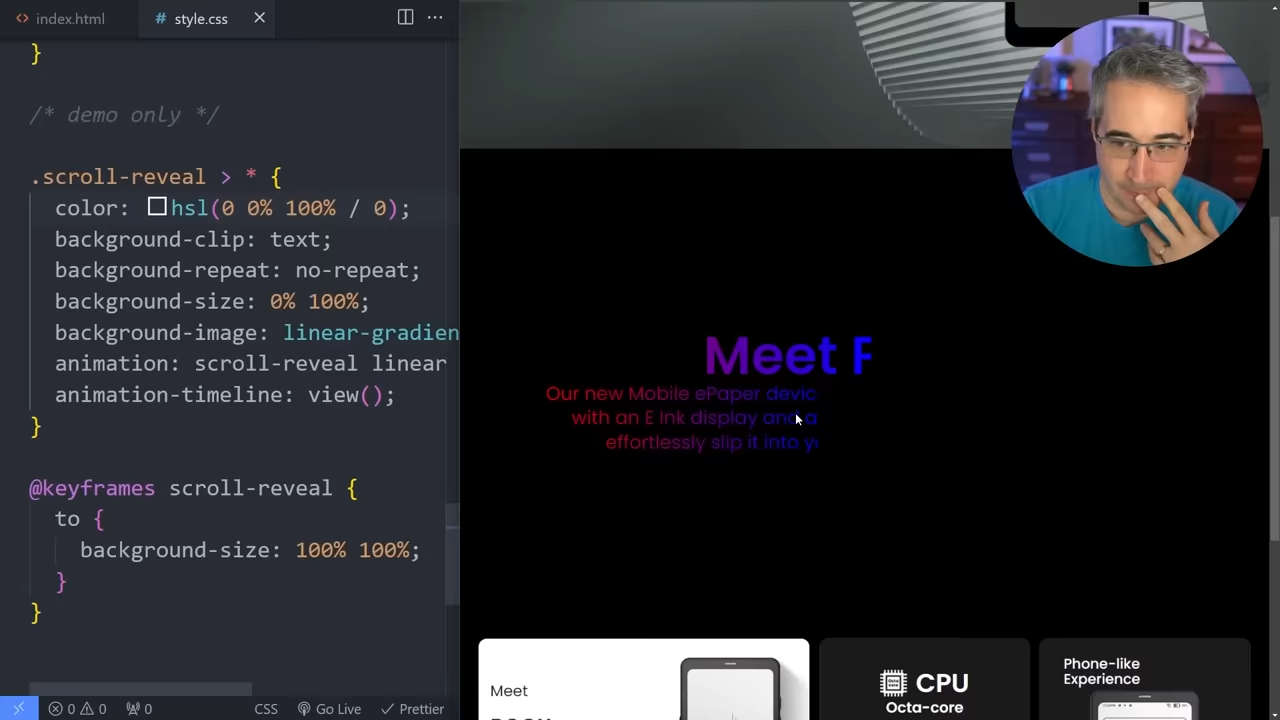 index.html
# style.css
}
/* demo only */
.scroll-reveal > * {
color: hsl(0 0% 100% / 0);
background-clip: text;
background-repeat: no-repeat;
background-size: 0% 100%;
background-image: linear-gradien
animation: scroll-reveal linear
animation-timeline: view();
}
@keyframes scroll-reveal {
to {
background-size: 100% 100%;
}
}
0 0 0 CSS Go Live Prettier
Meet F
Our new Mobile ePaper devic
with an E Ink display and a
effortlessly slip it into yo
Meet
CPU
Octa-core
Phone-like
Experience